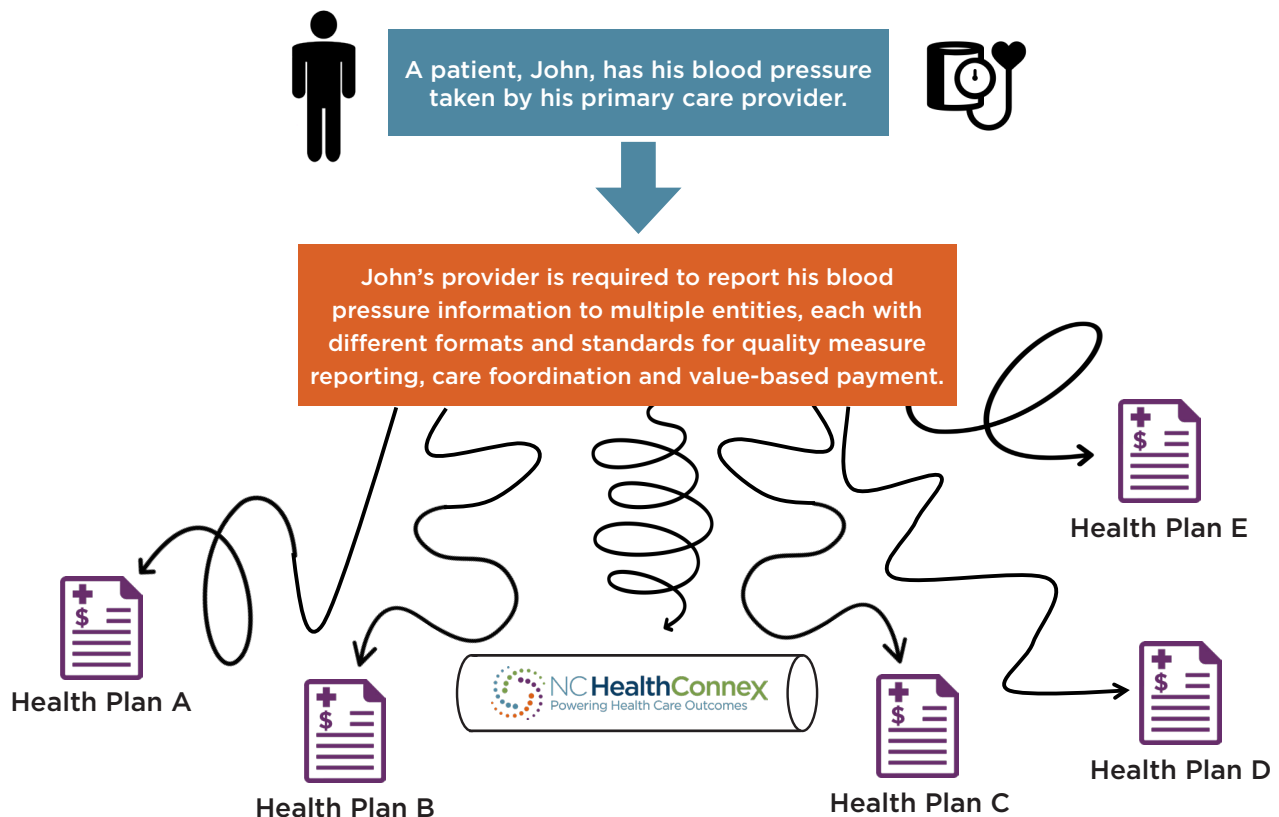 A patient, John, has his blood pressure
taken by his primary care provider.
John’s provider is required to report his blood
pressure information to multiple entities, each with
different formats and standards for quality measure
reporting, care foordination and value-based payment.
$
Health Plan E
$
Health Plan A
$
Health Plan B
NC HealthConnex
Powering Health Care Outcomes
$
Health Plan C
$
Health Plan D